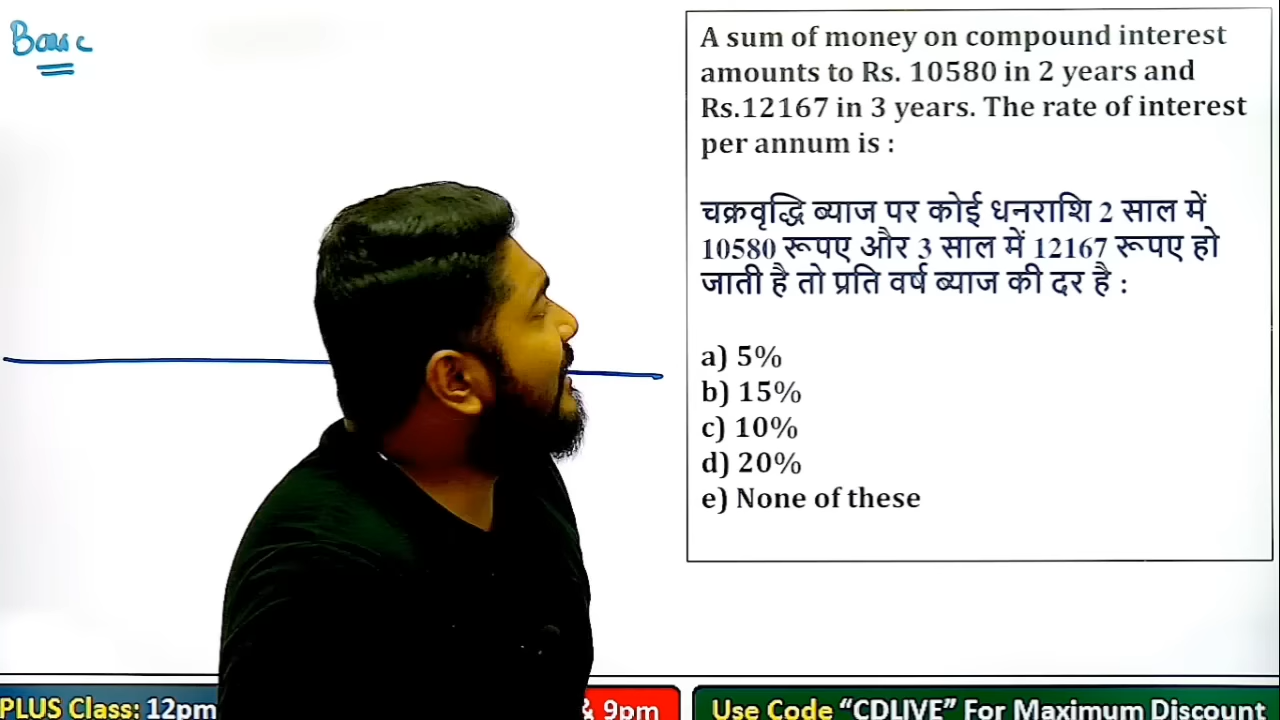 Basic
A sum of money on compound interest
amounts to Rs. 10580 in 2 years and
Rs.12167 in 3 years. The rate of interest
per annum is :
चक्रवृद्धि ब्याज पर कोई धनराशि 2 साल में
10580 रूपए और 3 साल में 12167 रूपए हो
जाती है तो प्रति वर्ष ब्याज की दर है :
a) 5%
b) 15%
c) 10%
d) 20%
e) None of these
PLUS Class: 12pm & 9pm Use Code “CDLIVE” For Maximum Discount